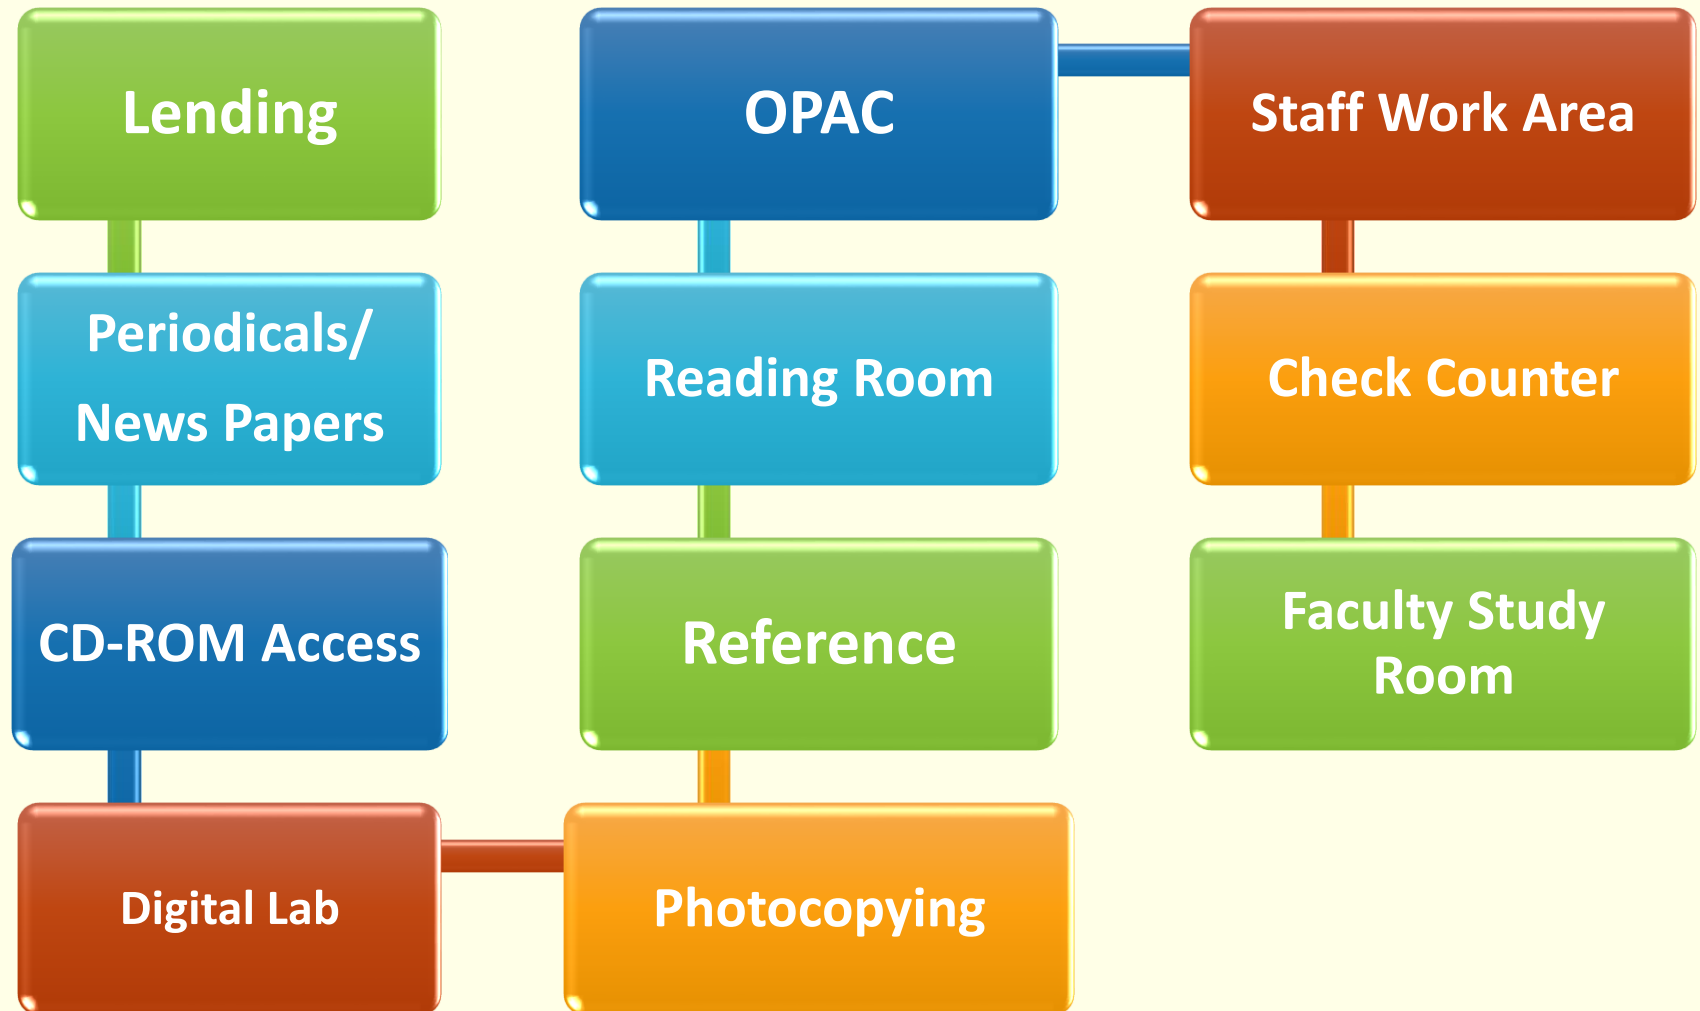 Lending
Periodicals/
News Papers
CD-ROM Access
Digital Lab
Photocopying
Reference
Reading Room
OPAC
Staff Work Area
Check Counter
Faculty Study
Room